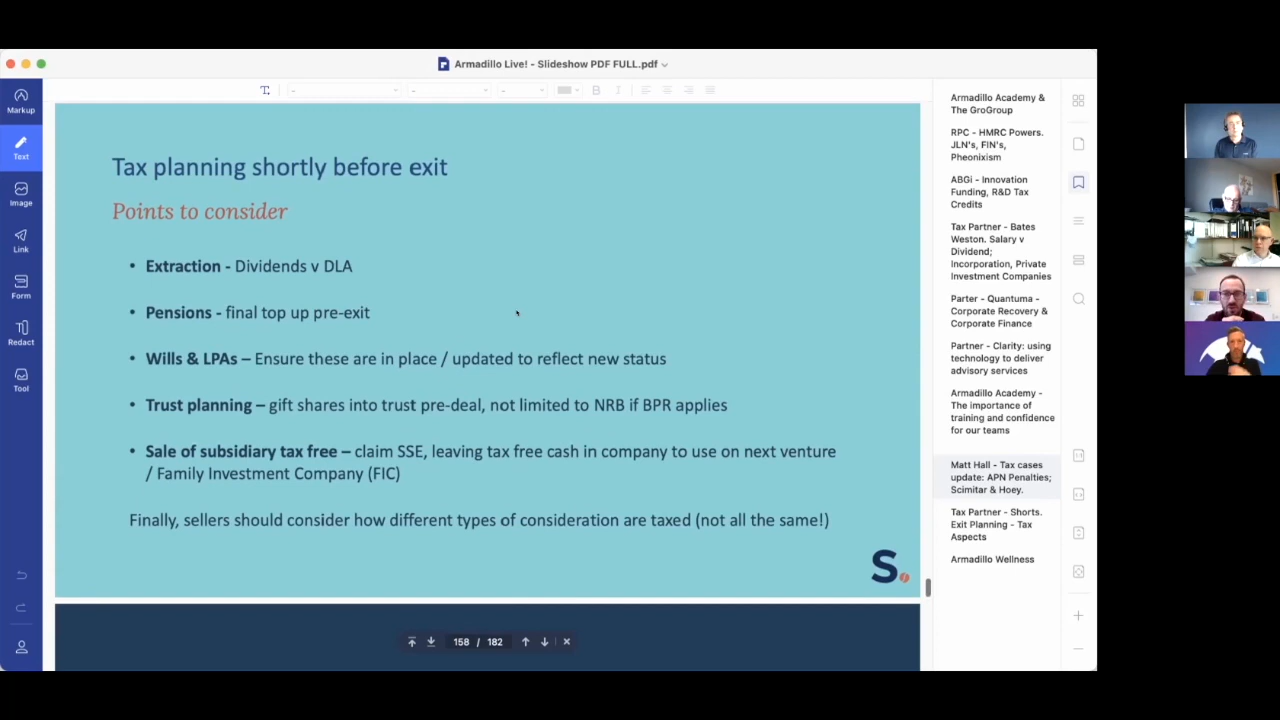 Armadillo Live! - Slideshow PDF FULL.pdf
Markup
Text
Image
Link
Form
Redact
Tool
B I
Tax planning shortly before exit
Points to consider
• Extraction - Dividends v DLA
• Pensions - final top up pre-exit
• Wills & LPAs – Ensure these are in place / updated to reflect new status
• Trust planning – gift shares into trust pre-deal, not limited to NRB if BPR applies
• Sale of subsidiary tax free – claim SSE, leaving tax free cash in company to use on next venture
/ Family Investment Company (FIC)
Finally, sellers should consider how different types of consideration are taxed (not all the same!)
S.
158 / 182
Armadillo Academy &
The GroGroup
RPC - HMRC Powers.
JLN's, FIN's,
Pheonixism
ABGi - Innovation
Funding, R&D Tax
Credits
Tax Partner - Bates
Weston. Salary v
Dividend;
Incorporation, Private
Investment Companies
Parter - Quantuma -
Corporate Recovery &
Corporate Finance
Partner - Clarity: using
technology to deliver
advisory services
Armadillo Academy -
The importance of
training and confidence
for our teams
Matt Hall - Tax cases
update: APN Penalties;
Scimitar & Hoey.
Tax Partner - Shorts.
Exit Planning - Tax
Aspects
Armadillo Wellness